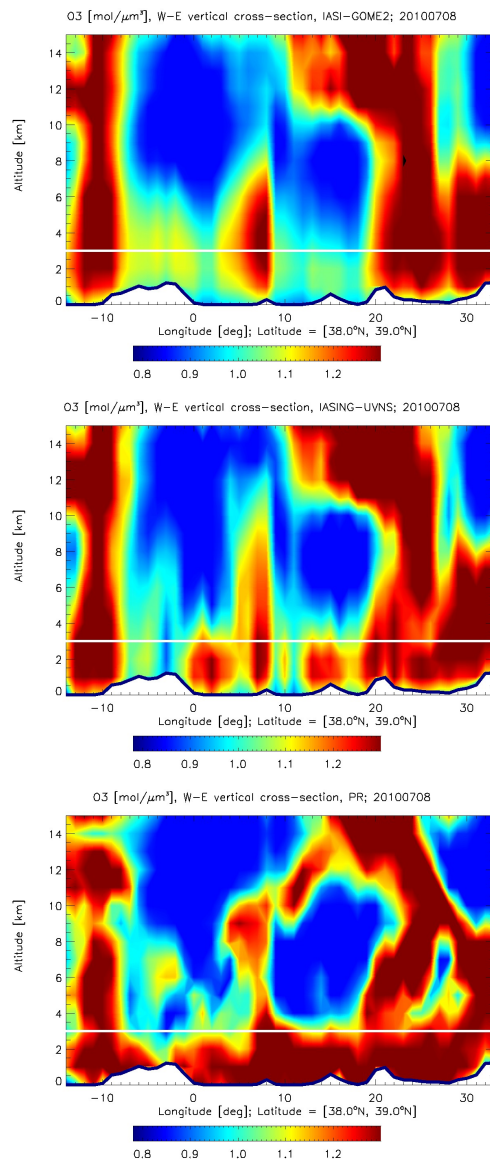 O3 [mol/μm³], W-E vertical cross-section, IASI-GOME2; 20100708
14
12
10
8
6
4
2
0
Altitude [km]
-10 0 10 20 30
Longitude [deg]; Latitude = [38.0°N, 39.0°N]
0.8 0.9 1.0 1.1 1.2
O3 [mol/μm³], W-E vertical cross-section, IASING-UVNS; 20100708
14
12
10
8
6
4
2
0
Altitude [km]
-10 0 10 20 30
Longitude [deg]; Latitude = [38.0°N, 39.0°N]
0.8 0.9 1.0 1.1 1.2
O3 [mol/μm³], W-E vertical cross-section, PR; 20100708
14
12
10
8
6
4
2
0
Altitude [km]
-10 0 10 20 30
Longitude [deg]; Latitude = [38.0°N, 39.0°N]
0.8 0.9 1.0 1.1 1.2